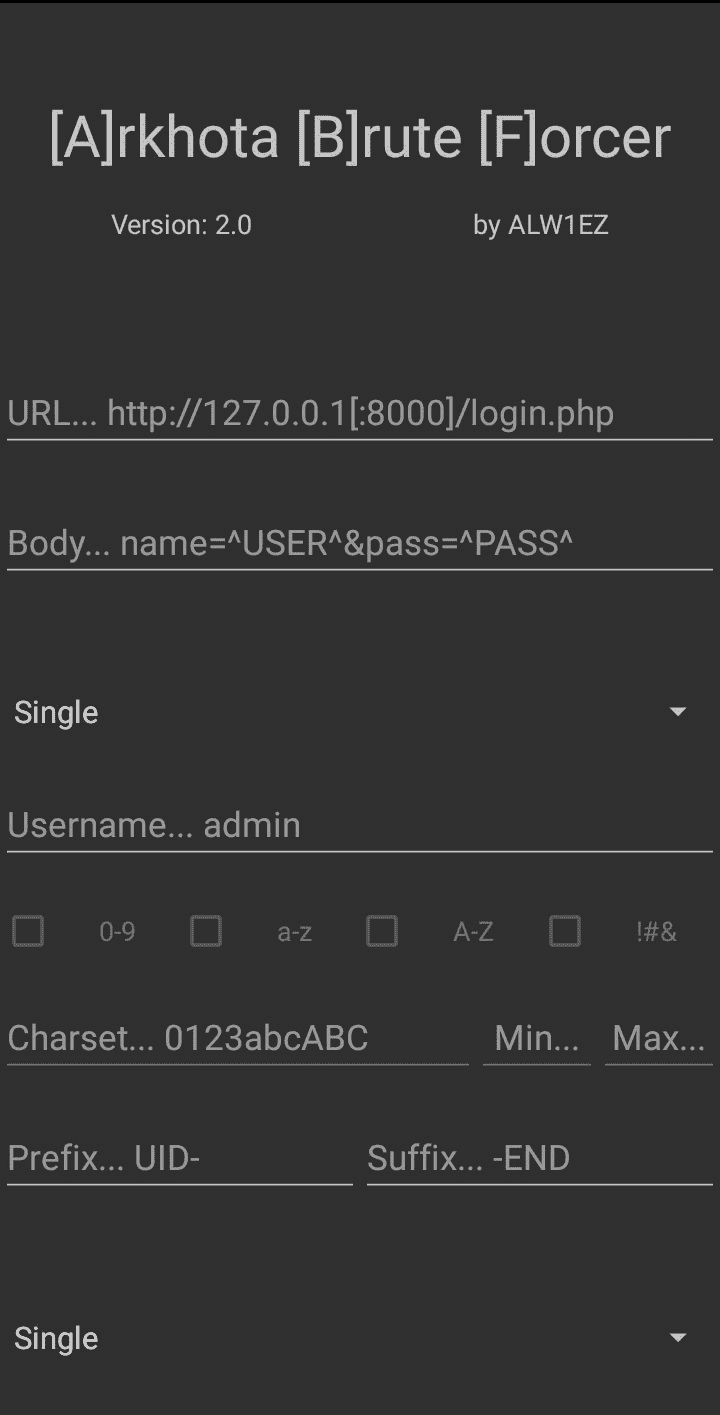 [A]rkhota [B]rute [F]orcer
Version: 2.0 by ALW1EZ
URL... http://127.0.0.1[:8000]/login.php
Body... name=^USER^&pass=^PASS^
Single
Username... admin
0-9 a-z A-Z !#&
Charset... 0123abcABC Min... Max...
Prefix... UID- Suffix... -END
Single